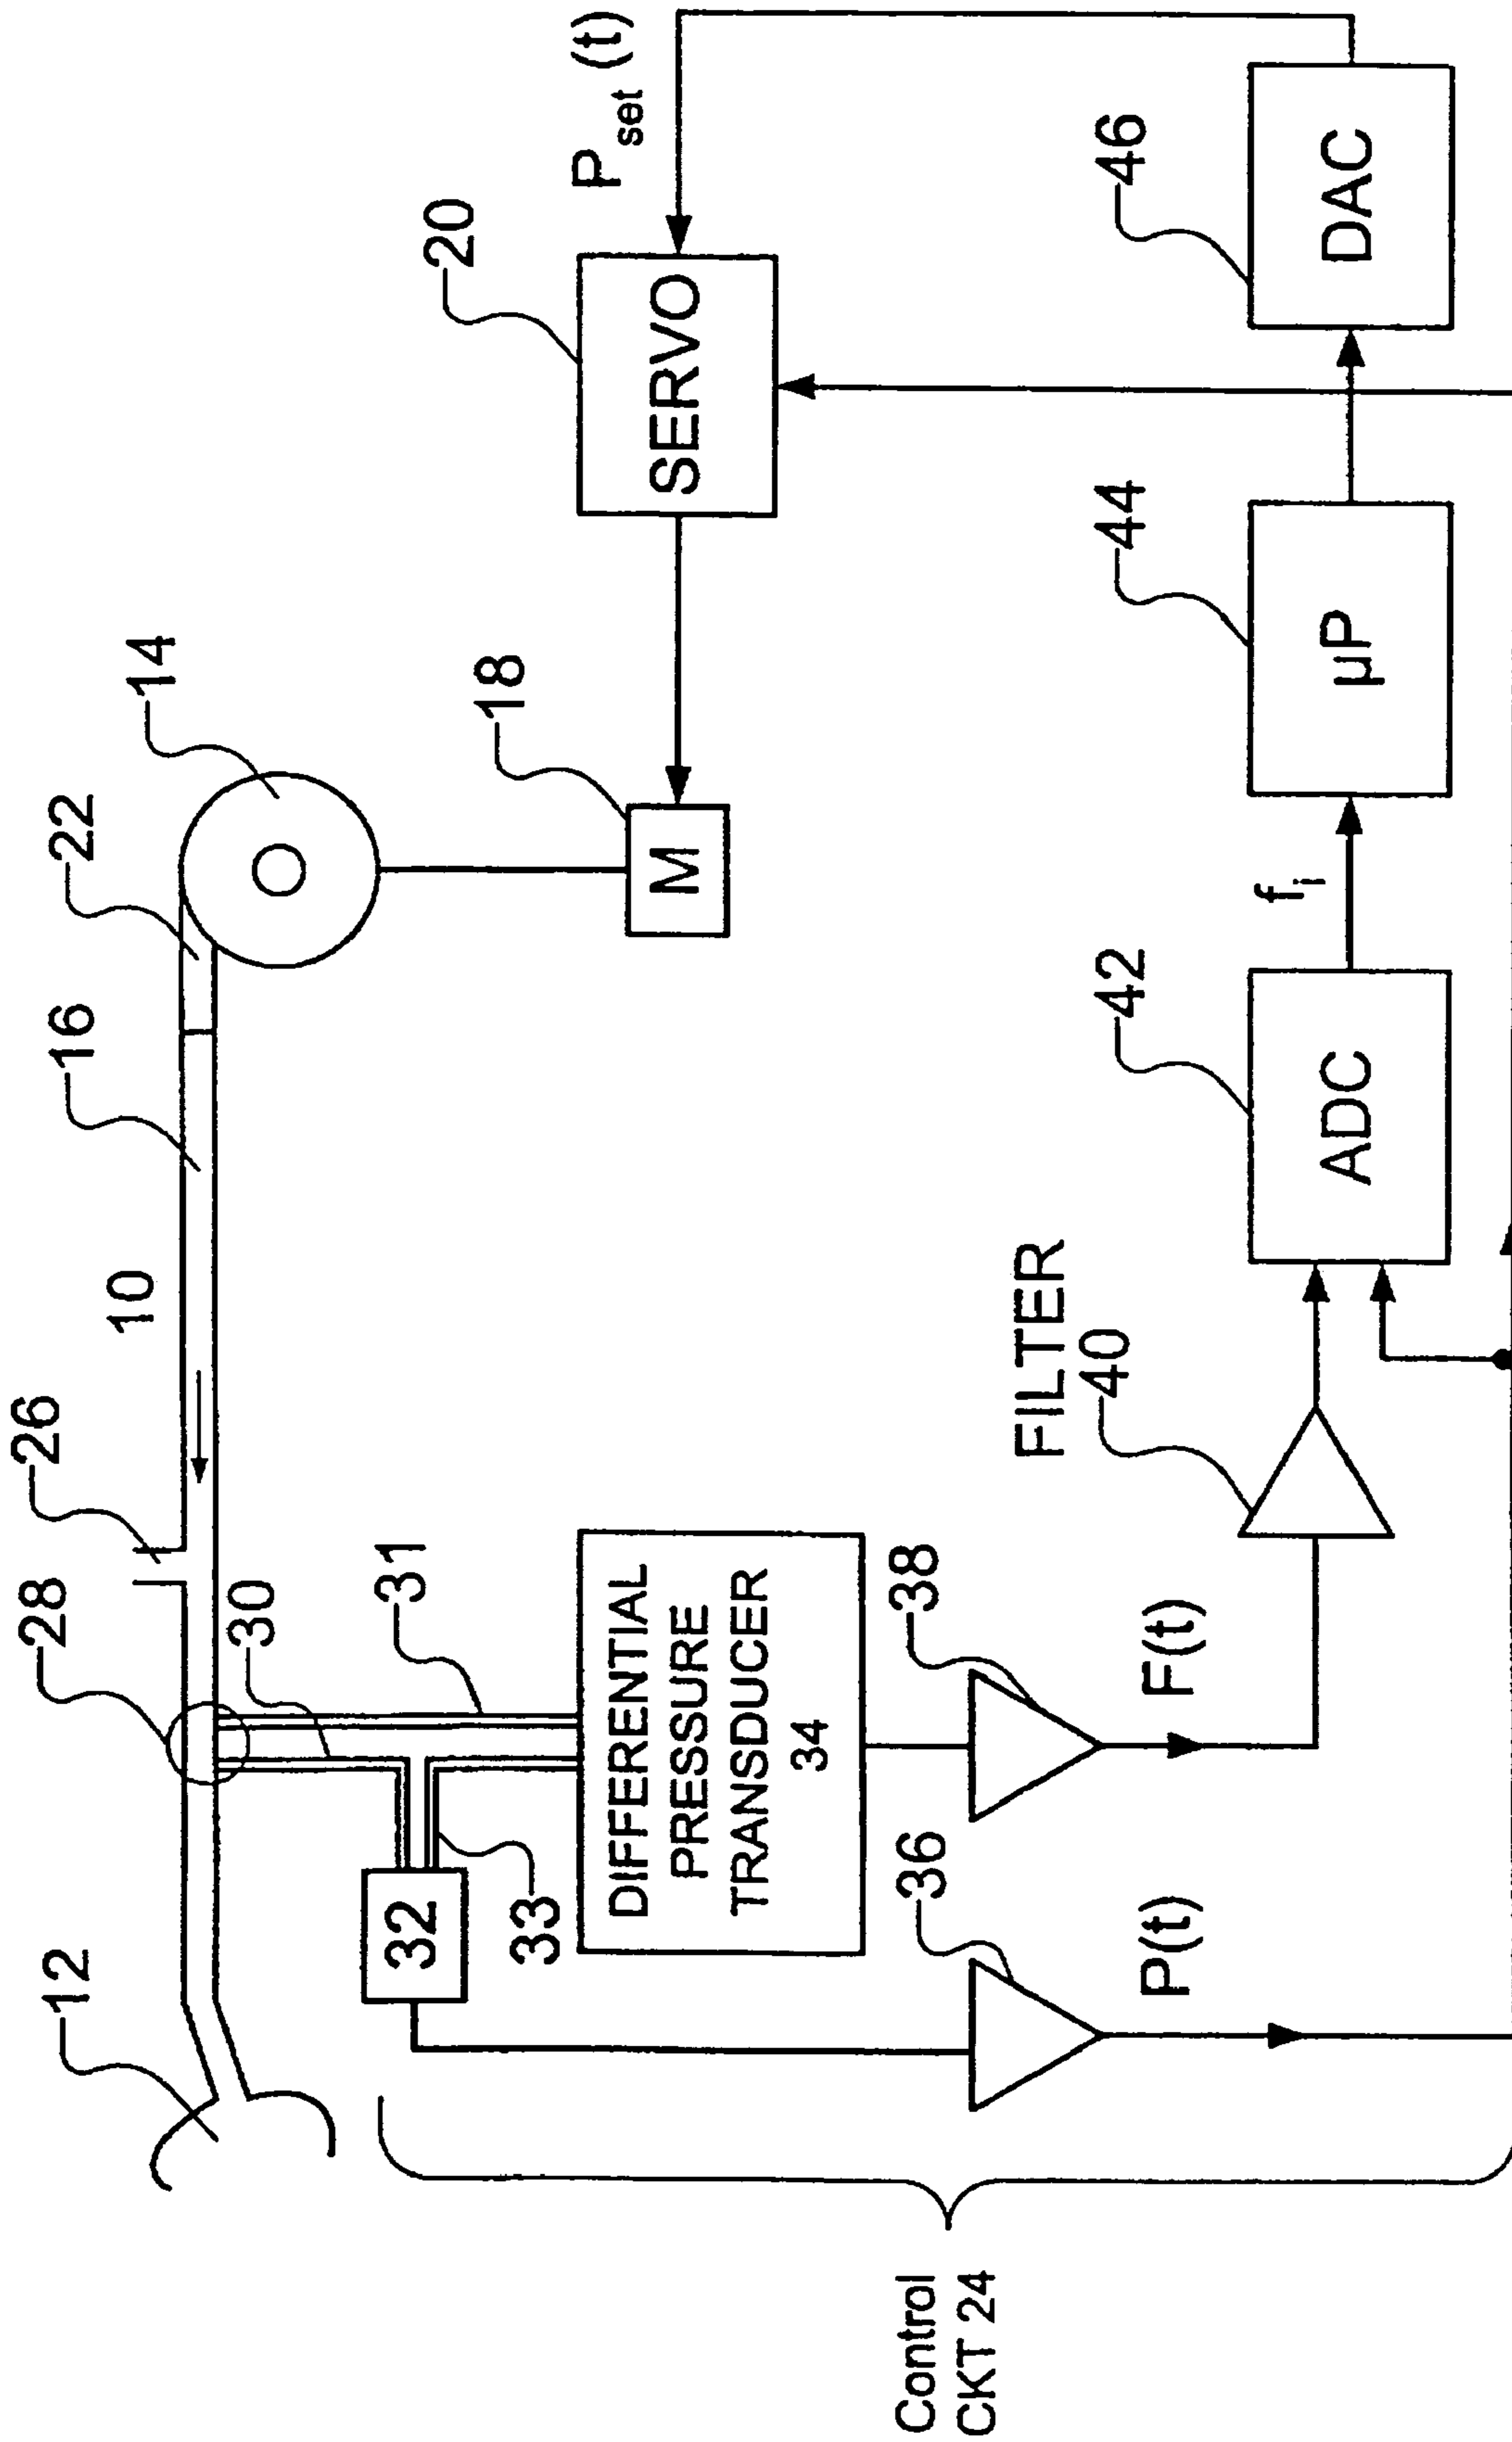 12
28
26
10
16
22
14
30
31
32
33
18
20
M
SERVO
P set (t)
DIFFERENTIAL
PRESSURE
TRANSDUCER
34
Control
CKT 24
36
38
P(t)
F(t)
FILTER
40
42
44
46
ADC
fi
µP
DAC